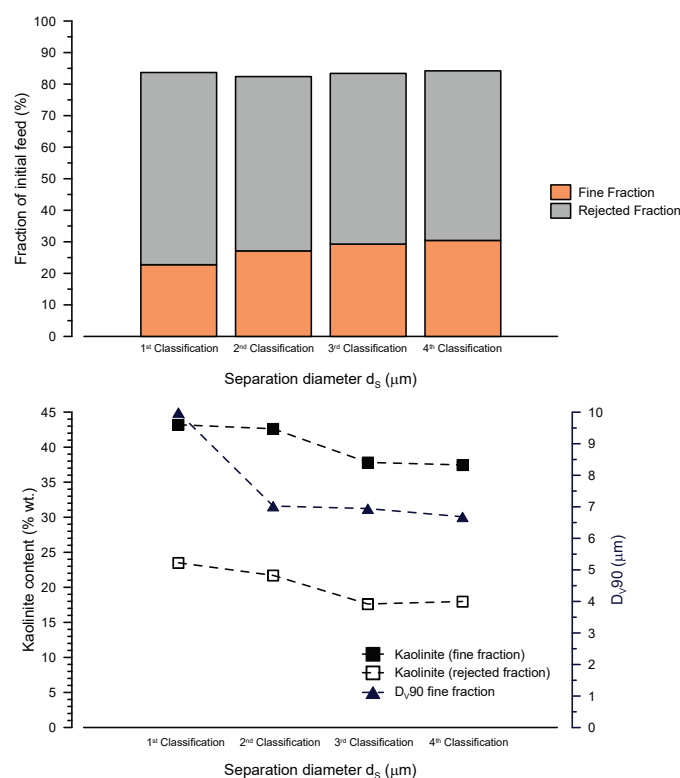 100
90
80
70
60
50
40
30
20
10
0
Fraction of initial feed (%)
1st Classification 2nd Classification 3rd Classification 4th Classification
Separation diameter dS (µm)
Fine Fraction
Rejected Fraction
45
40
35
30
25
20
15
10
5
0
Kaolinite content (% wt.)
10
9
8
7
6
5
4
3
2
1
0
DV90 (µm)
Kaolinite (fine fraction)
Kaolinite (rejected fraction)
DV90 fine fraction
1st Classification 2nd Classification 3rd Classification 4th Classification
Separation diameter dS (µm)